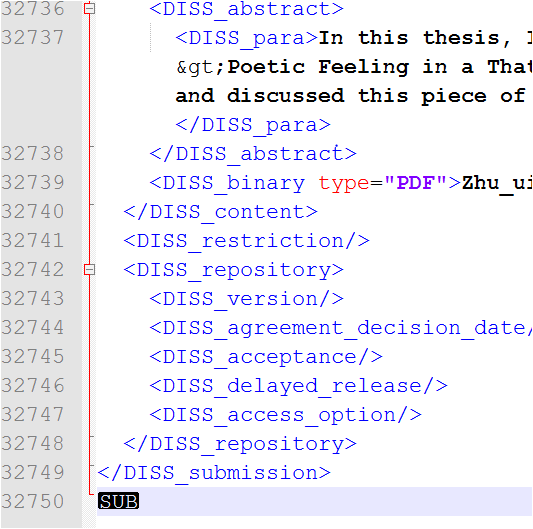 32736 <DISS_abstract>
32737 <DISS_para>In this thesis,
&gt;Poetic Feeling in a That
and discussed this piece of
</DISS_para>
32738 </DISS_abstract>
32739 <DISS_binary type="PDF">Zhu_ui
32740 </DISS_content>
32741 <DISS_restriction/>
32742 <DISS_repository>
32743 <DISS_version/>
32744 <DISS_agreement_decision_date/
32745 <DISS_acceptance/>
32746 <DISS_delayed_release/>
32747 <DISS_access_option/>
32748 </DISS_repository>
32749 </DISS_submission>
32750 SUB